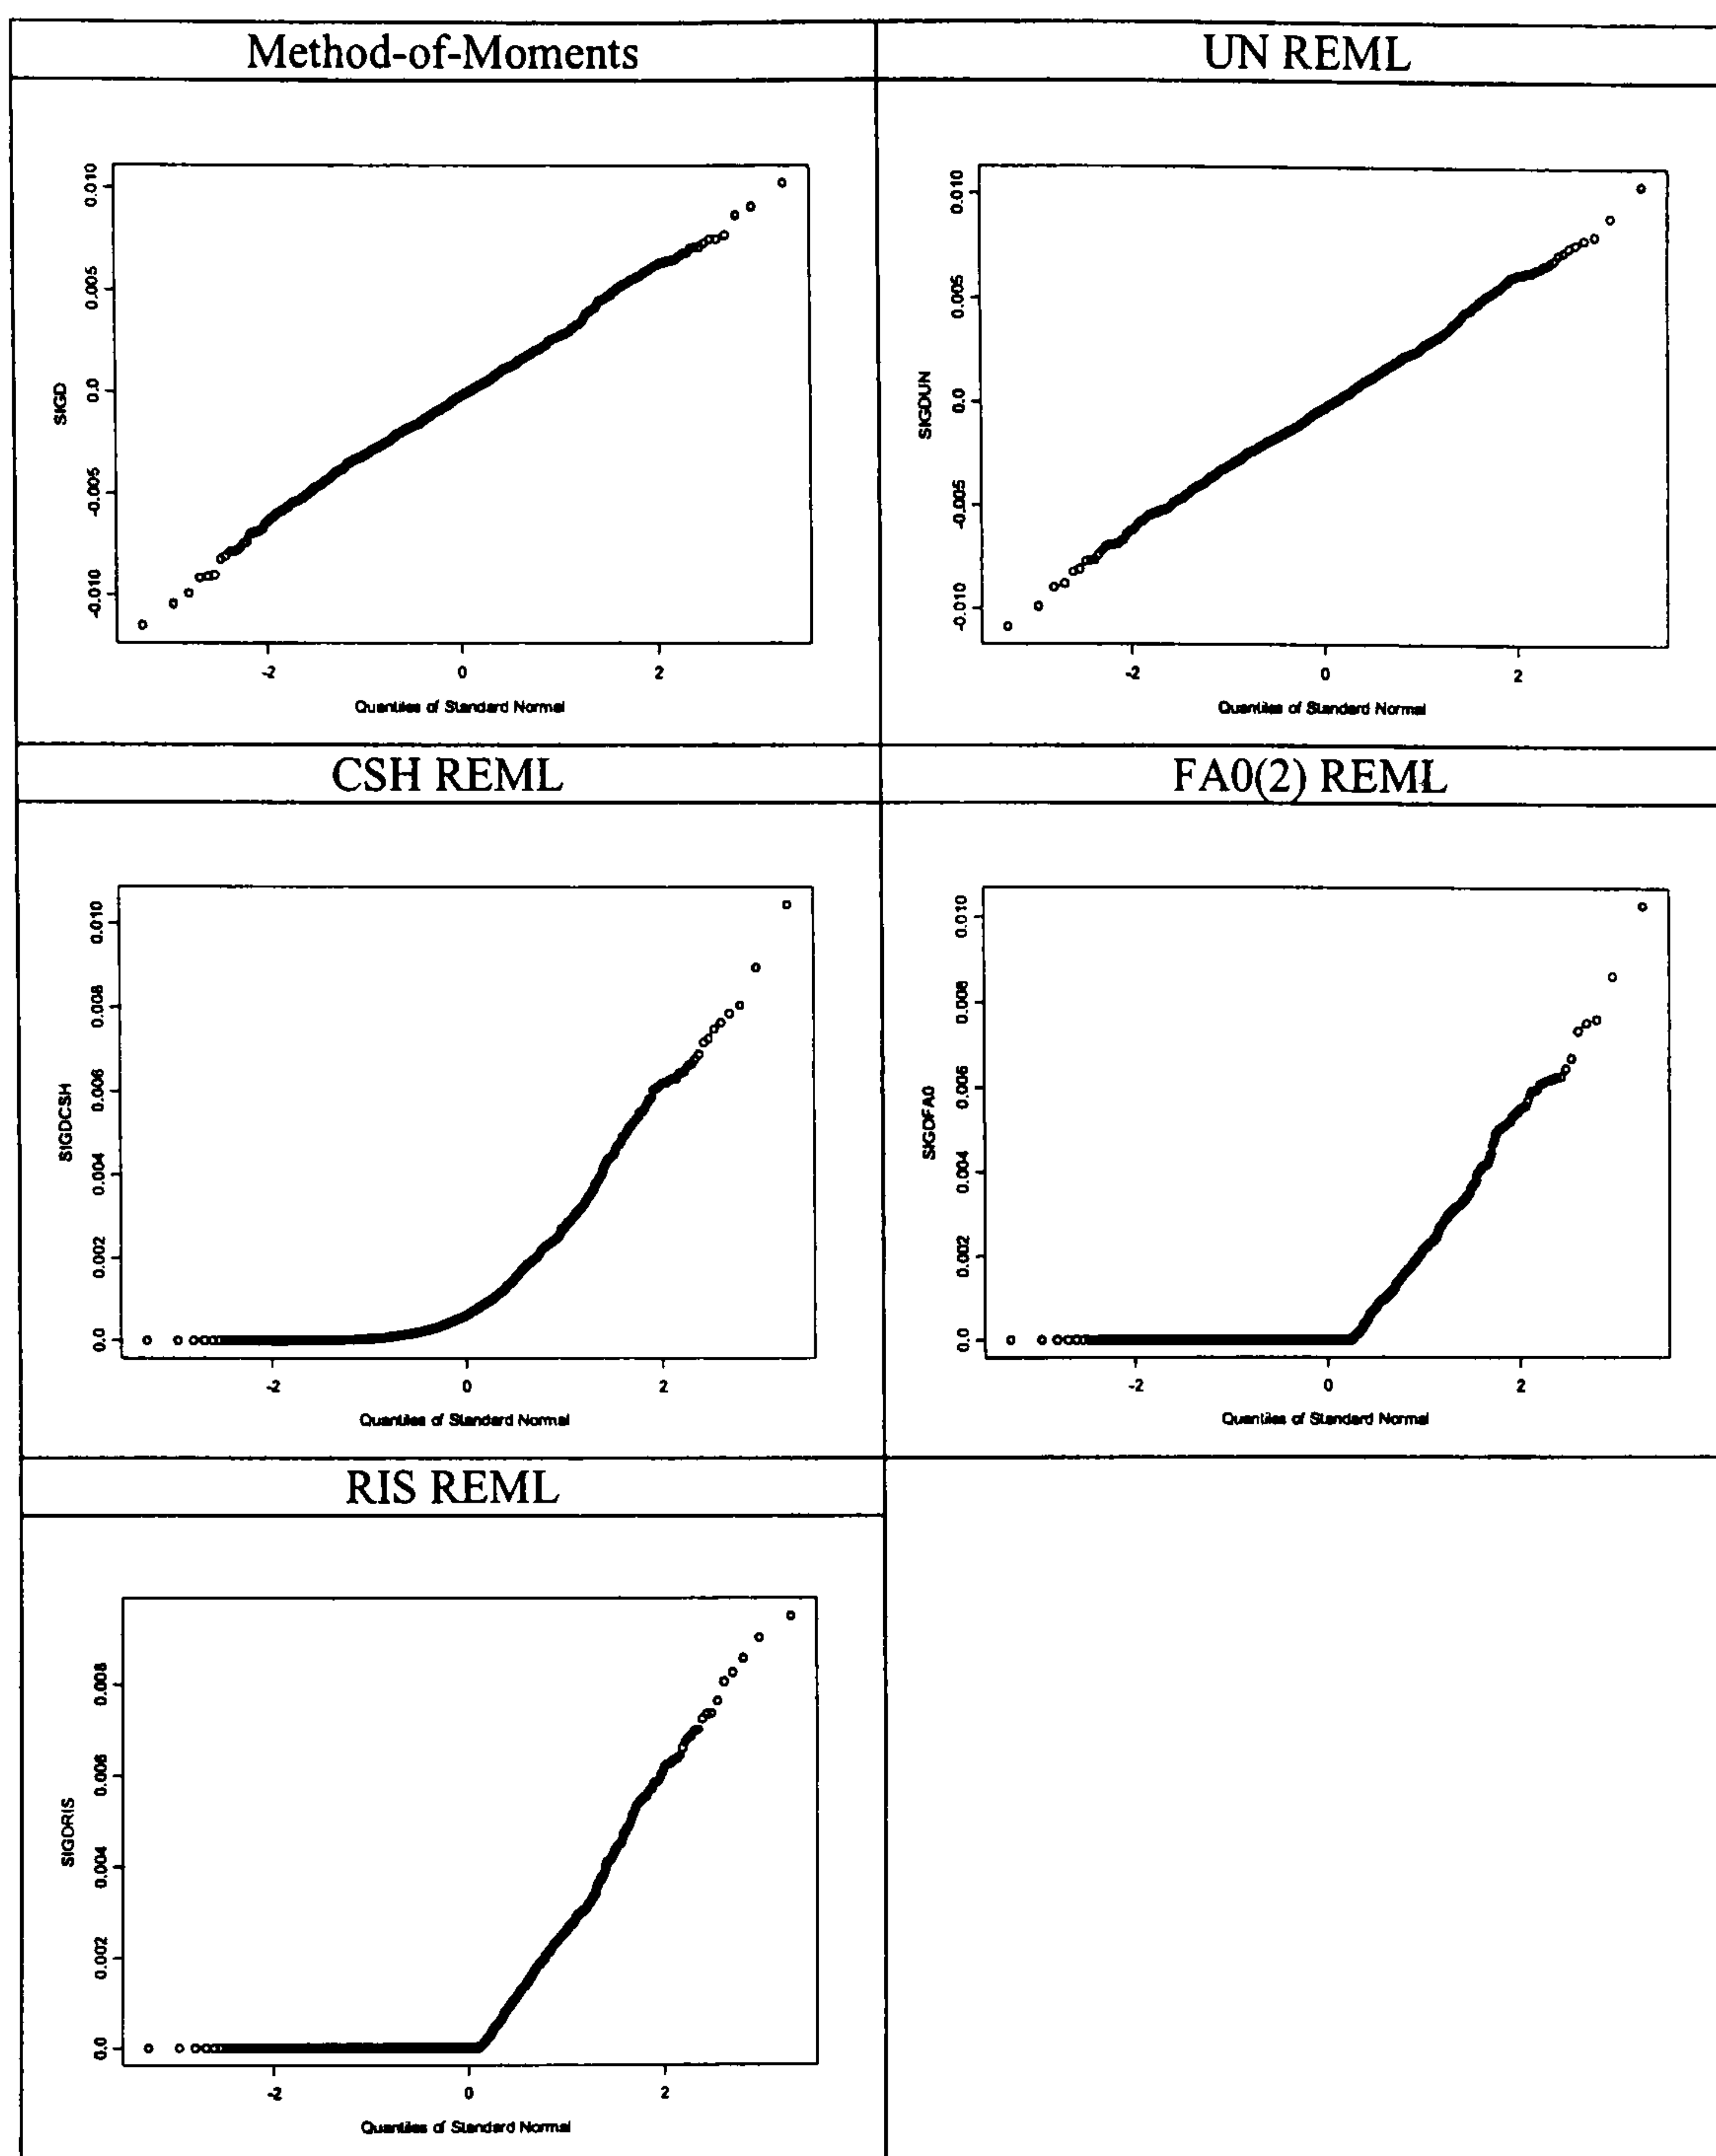 Method-of-Moments
UN REML
SIGD
0.010
0.005
0.0
-0.005
-0.010
-2
0
2
Quantiles of Standard Normal
SIGDUN
0.010
0.005
0.0
-0.005
-0.010
-2
0
2
Quantiles of Standard Normal
CSH REML
FA0(2) REML
SIGDCSH
0.010
0.008
0.006
0.004
0.002
0.0
-2
0
2
Quantiles of Standard Normal
SIGDFA0
0.010
0.008
0.006
0.004
0.002
0.0
-2
0
2
Quantiles of Standard Normal
RIS REML
SIGDRIS
0.008
0.006
0.004
0.002
0.0
-2
0
2
Quantiles of Standard Normal